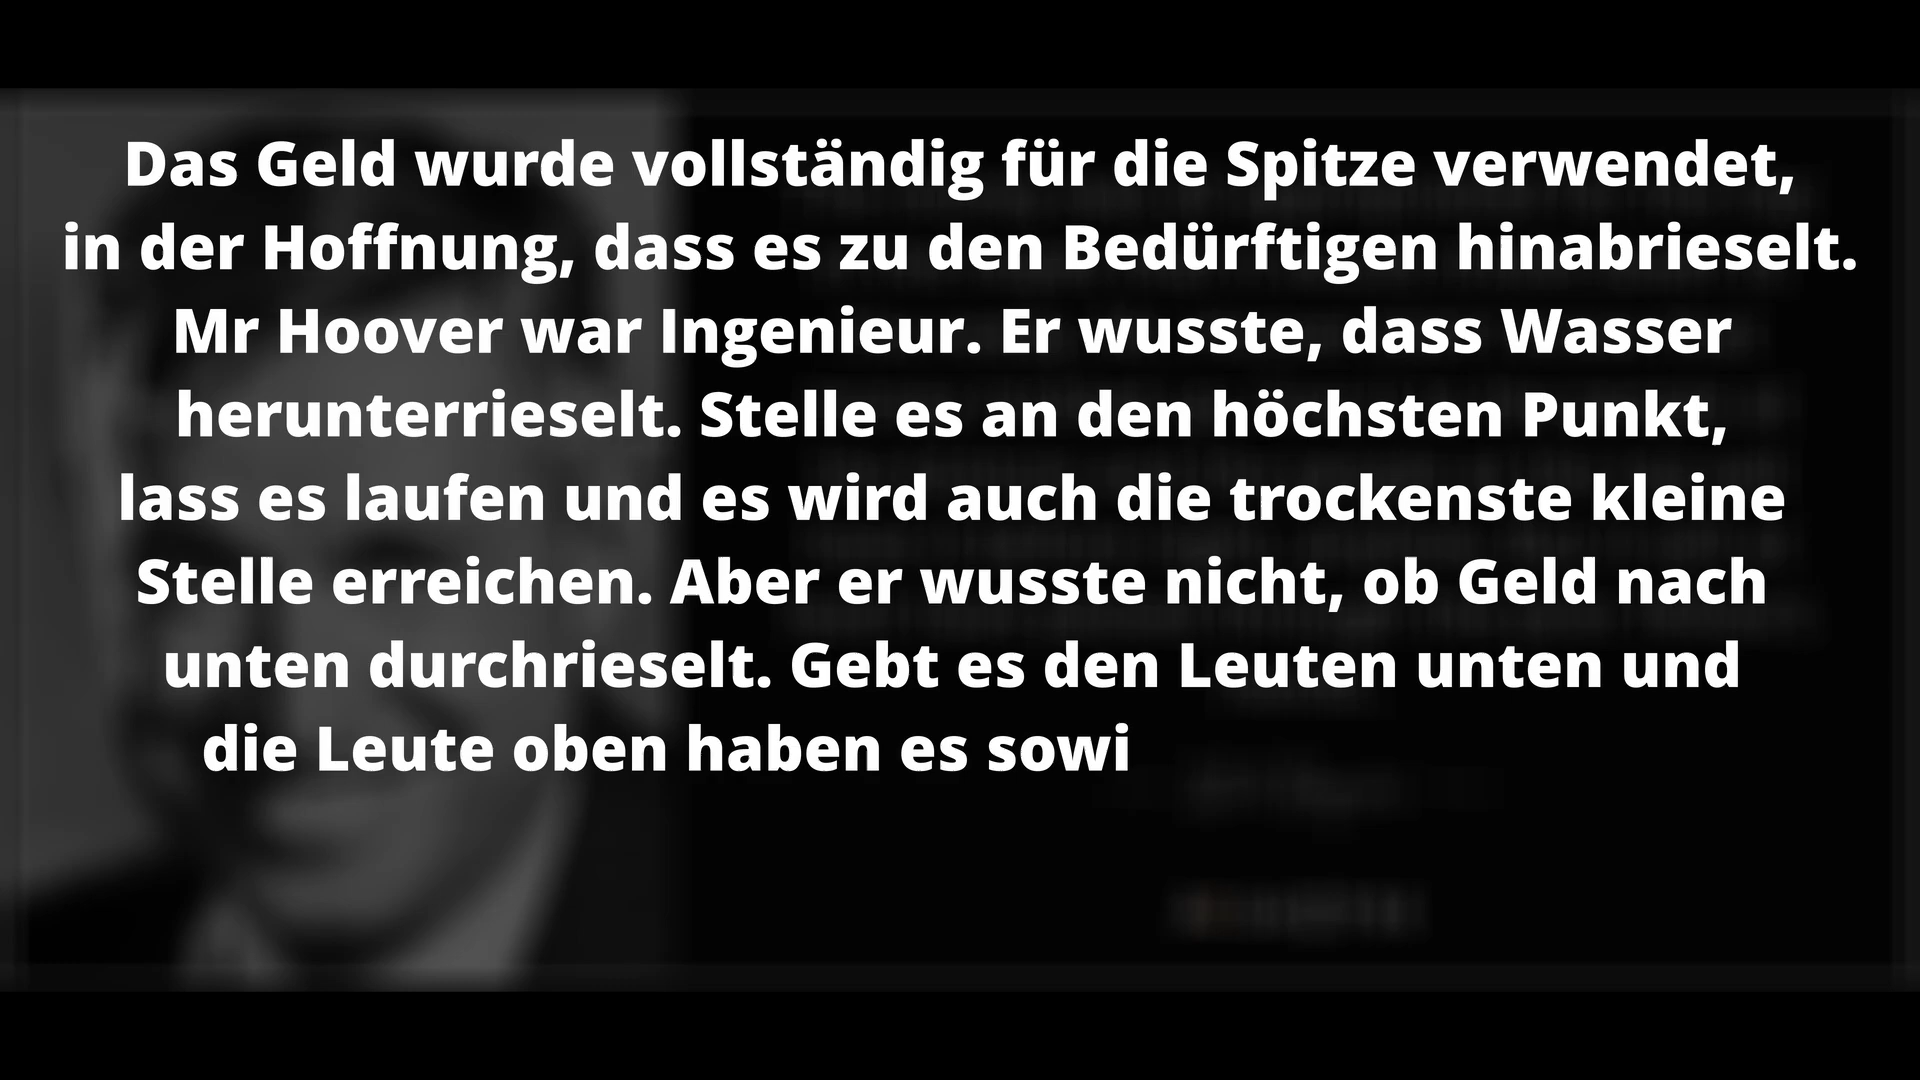 Das Geld wurde vollständig für die Spitze verwendet,
in der Hoffnung, dass es zu den Bedürftigen hinabrieselt.
Mr Hoover war Ingenieur. Er wusste, dass Wasser
herunterrieselt. Stelle es an den höchsten Punkt,
lass es laufen und es wird auch die trockenste kleine
Stelle erreichen. Aber er wusste nicht, ob Geld nach
unten durchrieselt. Gebt es den Leuten unten und
die Leute oben haben es sowi